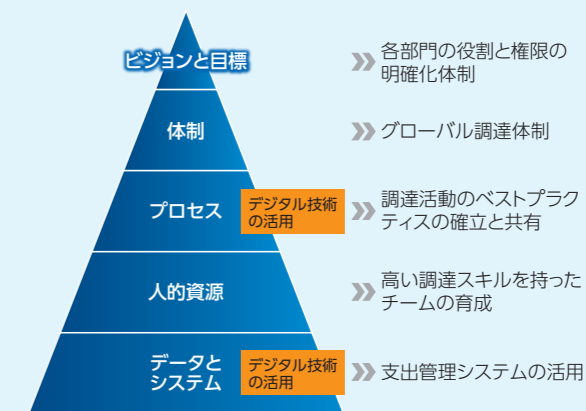 ビジョンと目標
各部門の役割と権限の
明確化体制
体制
グローバル調達体制
プロセス
デジタル技術
の活用
調達活動のベストプラク
ティスの確立と共有
人的資源
高い調達スキルを持った
チームの育成
データと
システム
デジタル技術
の活用
支出管理システムの活用